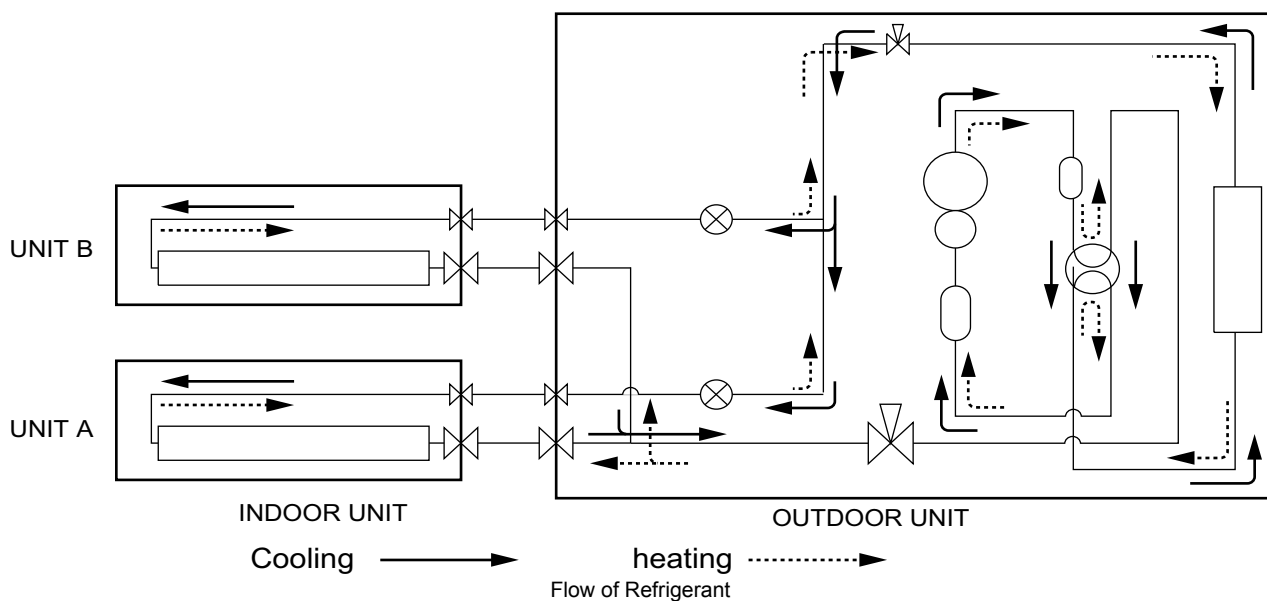 UNIT B
UNIT A
INDOOR UNIT
OUTDOOR UNIT
Cooling
heating
Flow of Refrigerant